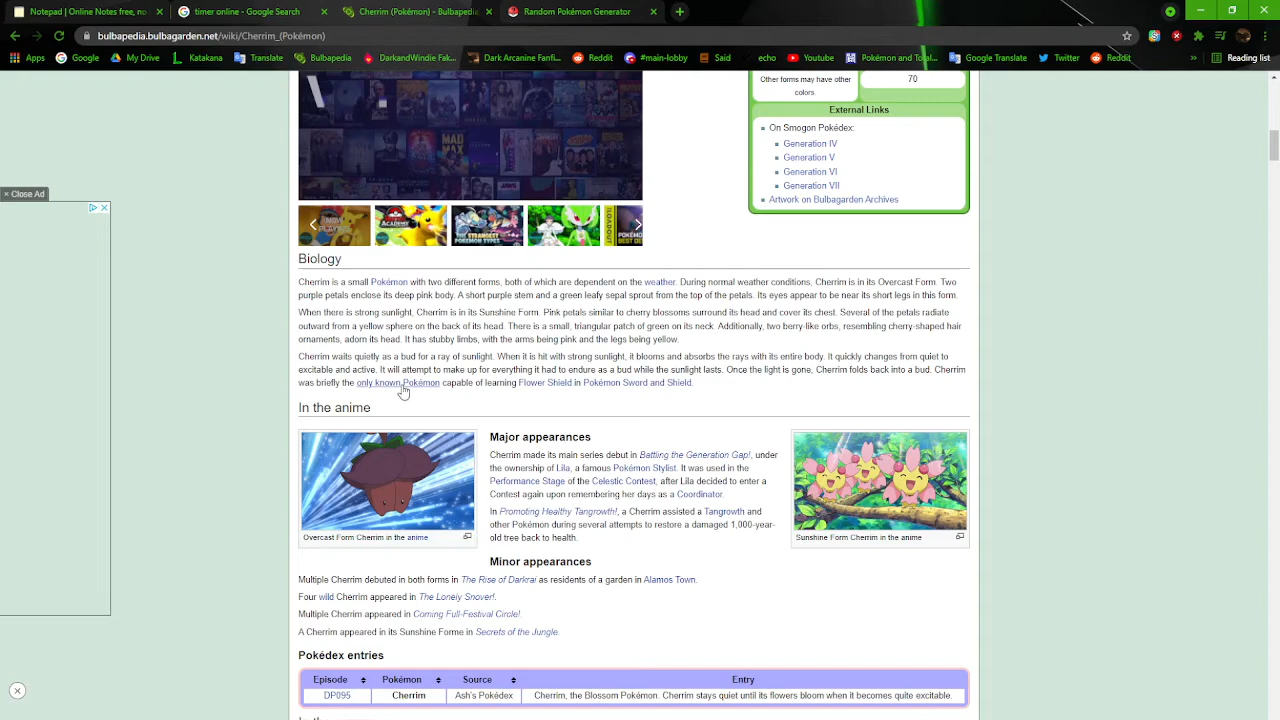 Notepad | Online Notes free, no
timer online - Google Search
Cherrim (Pokémon) - Bulbapedia,
Random Pokémon Generator
bulbapedia.bulbagarden.net/wiki/Cherrim_(Pokémon)
Apps
Google
My Drive
Katakana
Translate
Bulbapedia
DarkandWindie Fak...
Dark Arcanine Fanfi...
Reddit
#main-lobby
Said
echo
Youtube
Pokémon and Total...
Google Translate
Twitter
Reddit
»
Reading list
Other forms may have other
colors.
70
External Links
On Smogon Pokédex:
Generation IV
Generation V
Generation VI
Generation VII
Artwork on Bulbagarden Archives
MAD
MAX
× Close Ad
NOW
PLAYING
ACADEMY
THE STRANGEST
POKEMON TYPES
LOADOUT
POKEM
BEST DE
Biology
Cherrim is a small Pokémon with two different forms, both of which are dependent on the weather. During normal weather conditions, Cherrim is in its Overcast Form. Two
purple petals enclose its deep pink body. A short purple stem and a green leafy sepal sprout from the top of the petals. Its eyes appear to be near its short legs in this form.
When there is strong sunlight, Cherrim is in its Sunshine Form. Pink petals similar to cherry blossoms surround its head and cover its chest. Several of the petals radiate
outward from a yellow sphere on the back of its head. There is a small, triangular patch of green on its neck. Additionally, two berry-like orbs, resembling cherry-shaped hair
ornaments, adorn its head. It has stubby limbs, with the arms being pink and the legs being yellow.
Cherrim waits quietly as a bud for a ray of sunlight. When it is hit with strong sunlight, it blooms and absorbs the rays with its entire body. It quickly changes from quiet to
excitable and active. It will attempt to make up for everything it had to endure as a bud while the sunlight lasts. Once the light is gone, Cherrim folds back into a bud. Cherrim
was briefly the only known Pokémon capable of learning Flower Shield in Pokémon Sword and Shield.
In the anime
Major appearances
Cherrim made its main series debut in Battling the Generation Gap!, under
the ownership of Lila, a famous Pokémon Stylist. It was used in the
Performance Stage of the Celestic Contest, after Lila decided to enter a
Contest again upon remembering her days as a Coordinator.
In Promoting Healthy Tangrowth!, a Cherrim assisted a Tangrowth and
other Pokémon during several attempts to restore a damaged 1,000-year-
old tree back to health.
Overcast Form Cherrim in the anime
Sunshine Form Cherrim in the anime
Minor appearances
Multiple Cherrim debuted in both forms in The Rise of Darkrai as residents of a garden in Alamos Town.
Four wild Cherrim appeared in The Lonely Snover!.
Multiple Cherrim appeared in Coming Full-Festival Circle!.
A Cherrim appeared in its Sunshine Forme in Secrets of the Jungle.
Pokédex entries
Episode Pokémon Source Entry
DP095 Cherrim Ash's Pokédex Cherrim, the Blossom Pokémon. Cherrim stays quiet until its flowers bloom when it becomes quite excitable.